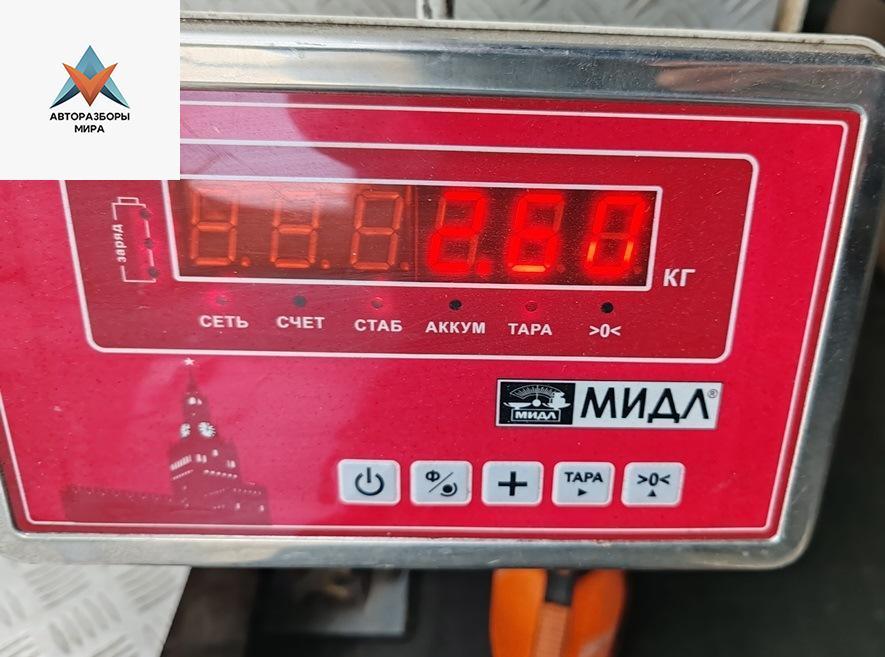 АВТОРАЗБОРЫ
МИРА
заряд
2.60
КГ
СЕТЬ СЧЕТ СТАБ АККУМ ТАРА >0<
МИДЛ МИДЛ®
Ф ТАРА >0<